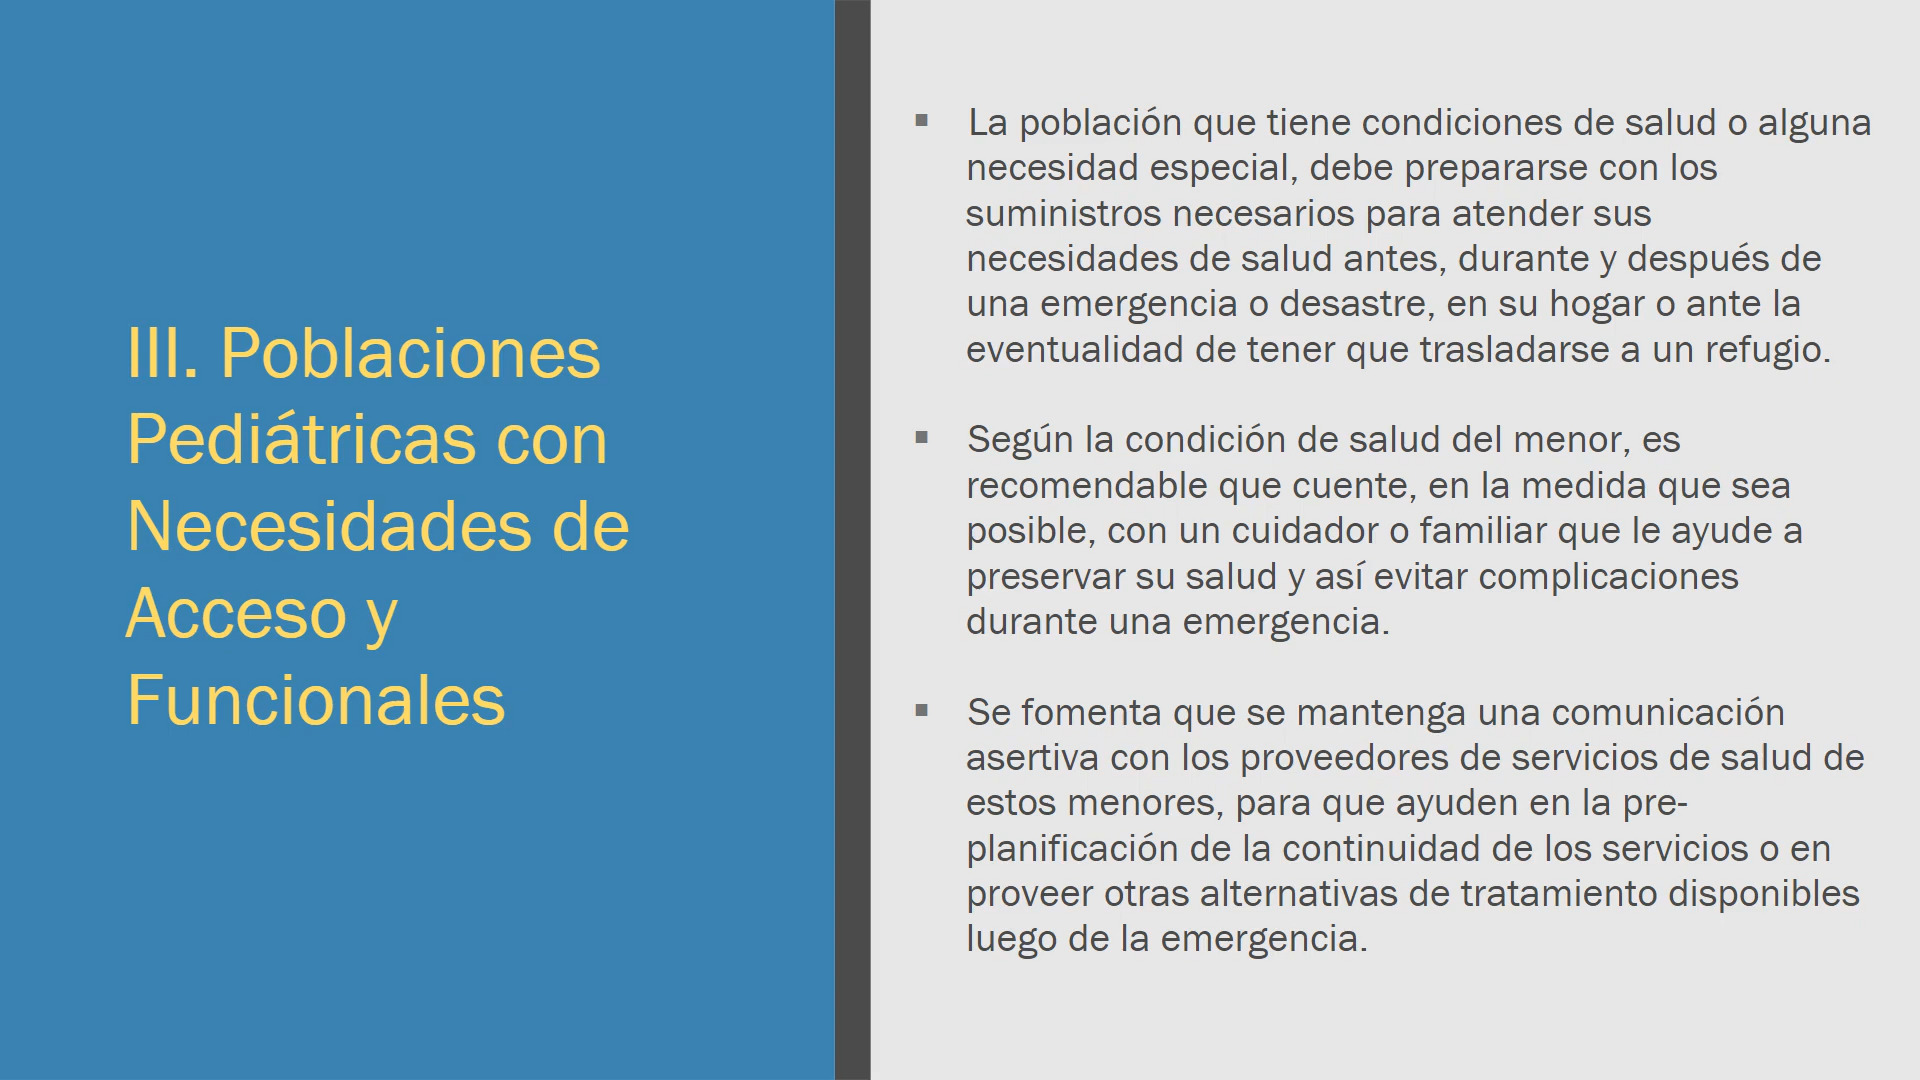 III. Poblaciones
Pediátricas con
Necesidades de
Acceso y
Funcionales
▪ La población que tiene condiciones de salud o alguna
necesidad especial, debe prepararse con los
suministros necesarios para atender sus
necesidades de salud antes, durante y después de
una emergencia o desastre, en su hogar o ante la
eventualidad de tener que trasladarse a un refugio.
▪ Según la condición de salud del menor, es
recomendable que cuente, en la medida que sea
posible, con un cuidador o familiar que le ayude a
preservar su salud y así evitar complicaciones
durante una emergencia.
▪ Se fomenta que se mantenga una comunicación
asertiva con los proveedores de servicios de salud de
estos menores, para que ayuden en la pre-
planificación de la continuidad de los servicios o en
proveer otras alternativas de tratamiento disponibles
luego de la emergencia.